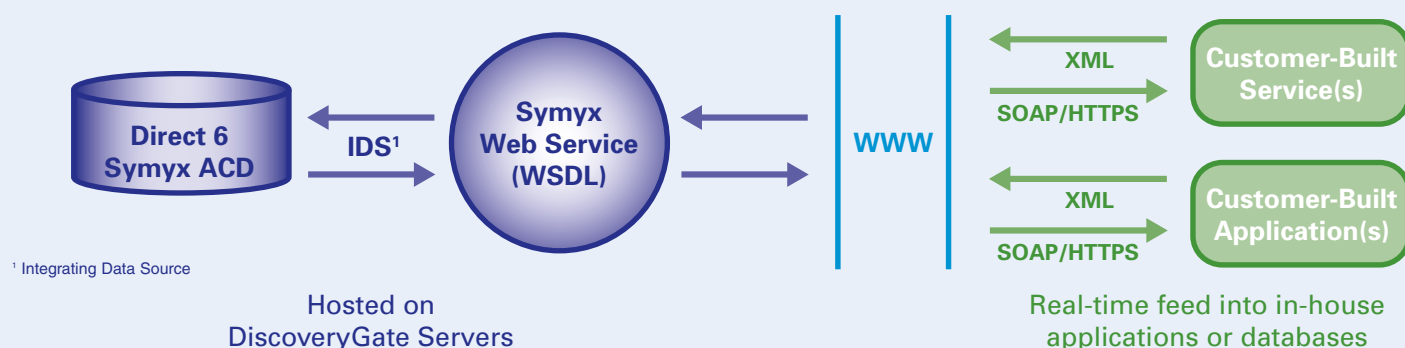 Direct 6
Symyx ACD
IDS¹
Symyx
Web Service
(WSDL)
WWW
XML
SOAP/HTTPS
Customer-Built
Service(s)
XML
SOAP/HTTPS
Customer-Built
Application(s)
¹ Integrating Data Source
Hosted on
DiscoveryGate Servers
Real-time feed into in-house
applications or databases